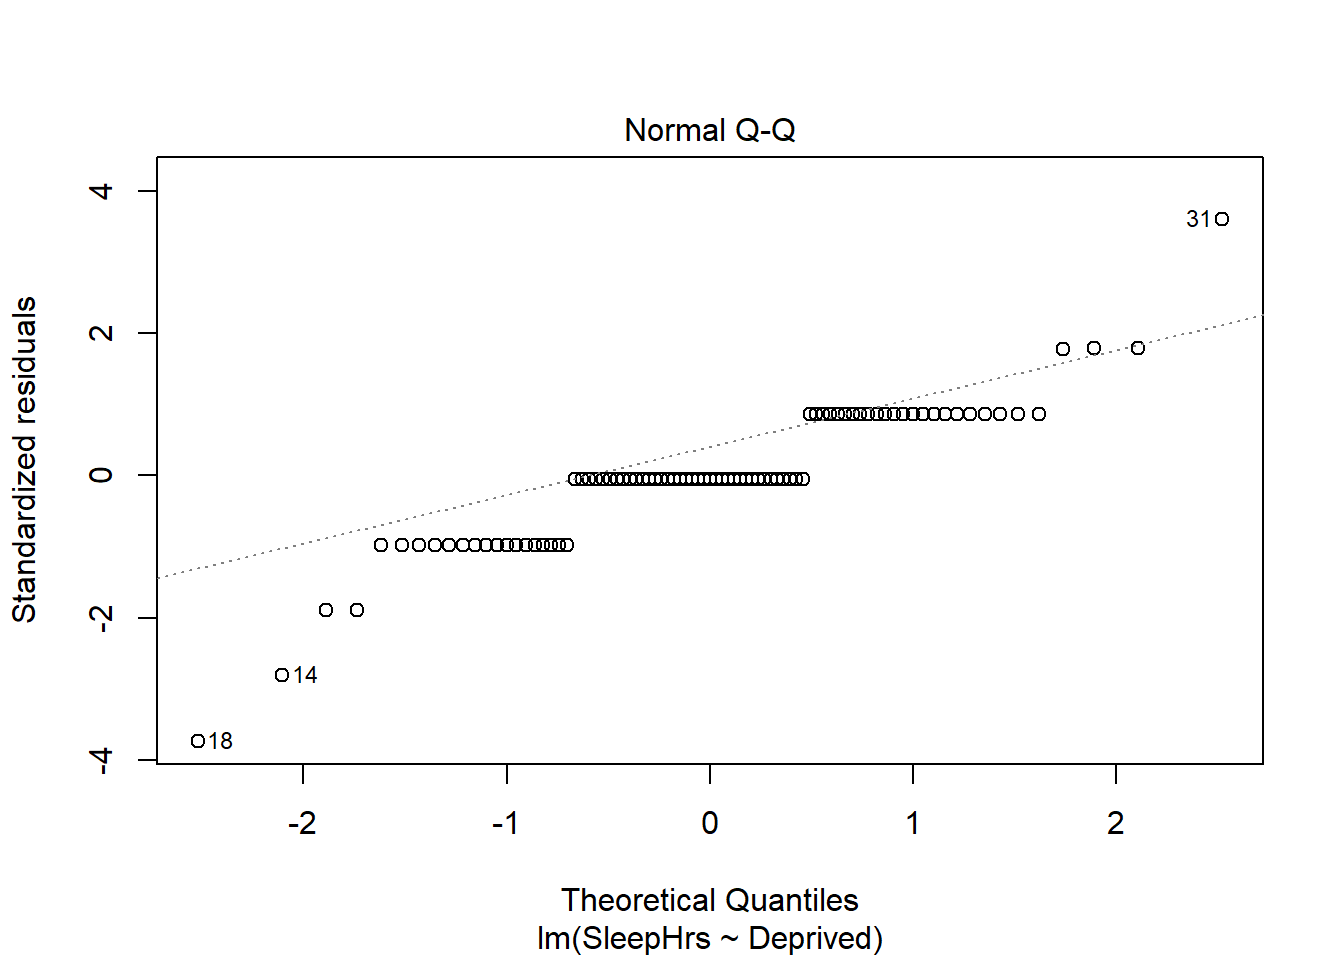 Normal Q-Q
Standardized residuals
4
2
0
-2
-4
31
14
18
-2 -1 0 1 2
Theoretical Quantiles
lm(SleepHrs ~ Deprived)